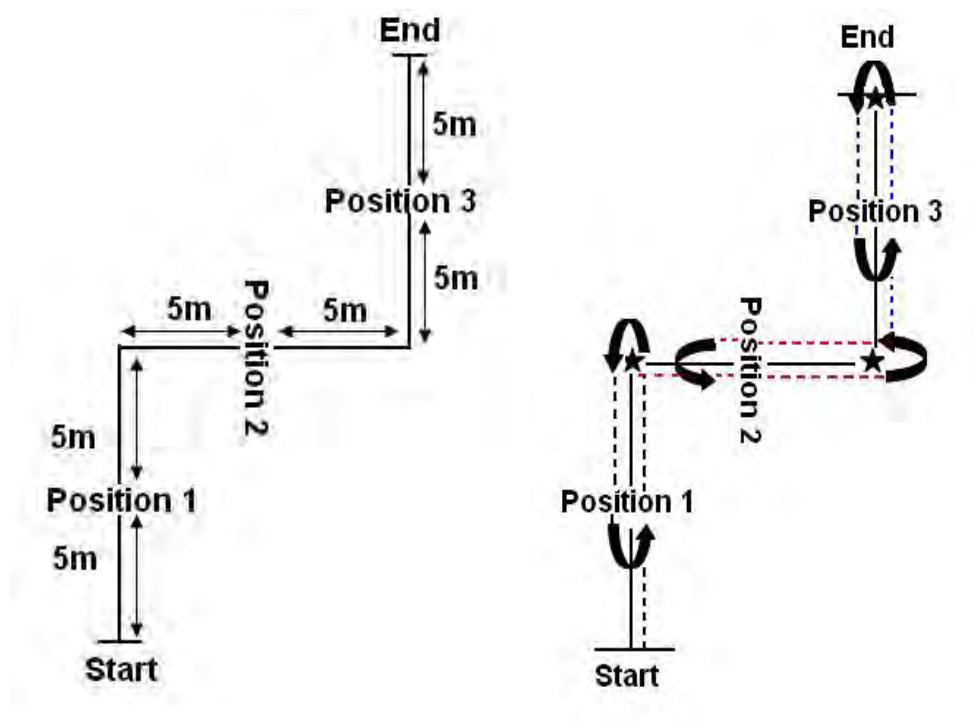 End
5m
Position 3
5m
5m
5m
Position 2
5m
Position 1
5m
Start
End
Position 3
Position 2
Position 1
Start